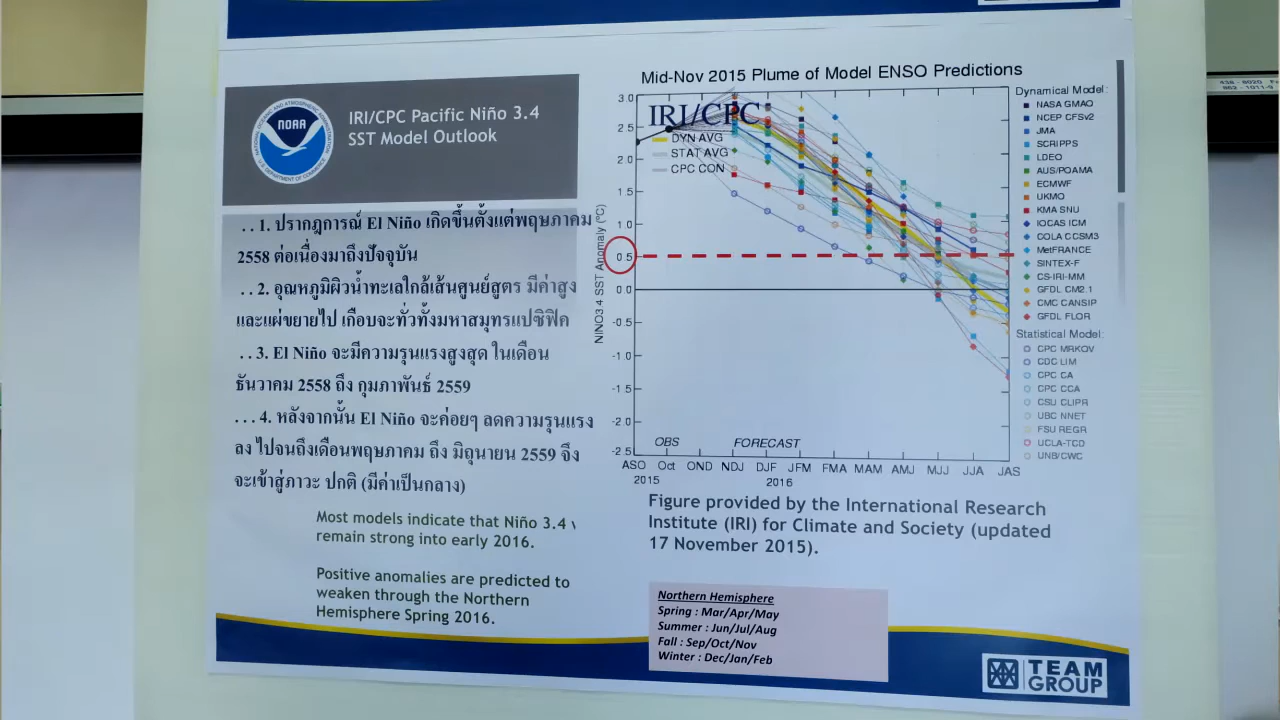 IRI/CPC Pacific Niño 3.4
SST Model Outlook
NOAA
. . 1. ปรากฏการณ์ El Niño เกิดขึ้นตั้งแต่พฤษภาคม
2558 ต่อเนื่องมาถึงปัจจุบัน
. . 2. อุณหภูมิผิวน้ำทะเลใกล้เส้นศูนย์สูตร มีค่าสูง
และแผ่ขยายไป เกือบจะทั่วทั้งมหาสมุทรแปซิฟิค
. . 3. El Niño จะมีความรุนแรงสูงสุด ในเดือน
ธันวาคม 2558 ถึง กุมภาพันธ์ 2559
. . . 4. หลังจากนั้น El Niño จะค่อยๆ ลดความรุนแรง
ลง ไปจนถึงเดือนพฤษภาคม ถึง มิถุนายน 2559 จึง
จะเข้าสู่ภาวะ ปกติ (มีค่าเป็นกลาง)
Most models indicate that Niño 3.4
remain strong into early 2016.
Positive anomalies are predicted to
weaken through the Northern
Hemisphere Spring 2016.
Mid-Nov 2015 Plume of Model ENSO Predictions
IRI/CPC
DYN AVG
STAT AVG
CPC CON
NINO3.4 SST Anomaly (°C)
3.0
2.5
2.0
1.5
1.0
0.5
0.0
-0.5
-1.0
-1.5
-2.0
-2.5
OBS FORECAST
ASO Oct OND NDJ DJF JFM FMA MAM AMJ MJJ JJA JAS
2015 2016
Dynamical Model:
NASA GMAO
NCEP CFSv2
JMA
SCRIPPS
LDEO
AUS/POAMA
ECMWF
UKMO
KMA SNU
IOCAS ICM
COLA CCSM3
MetFRANCE
SINTEX-F
CS-IRI-MM
GFDL CM2.1
CMC CANSIP
GFDL FLOR
Statistical Model:
CPC MRKOV
CDC LIM
CPC CA
CPC CCA
CSU CLIPR
UBC NNET
FSU REGR
UCLA-TCD
UNB/CWC
Figure provided by the International Research
Institute (IRI) for Climate and Society (updated
17 November 2015).
Northern Hemisphere
Spring : Mar/Apr/May
Summer : Jun/Jul/Aug
Fall : Sep/Oct/Nov
Winter : Dec/Jan/Feb
TEAM
GROUP